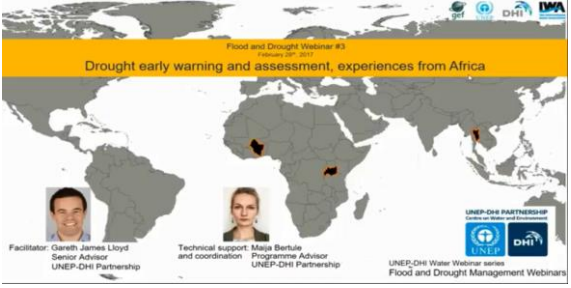 gef
UNEP
DHI
IWA
Flood and Drought Webinar #3
February 28th, 2017
Drought early warning and assessment, experiences from Africa
Facilitator: Gareth James Lloyd
Senior Advisor
UNEP-DHI Partnership
Technical support: Maija Bertule
and coordination Programme Advisor
UNEP-DHI Partnership
UNEP-DHI PARTNERSHIP
Centre on Water and Environment
UNEP
DHI
UNEP-DHI Water Webinar series
Flood and Drought Management Webinars